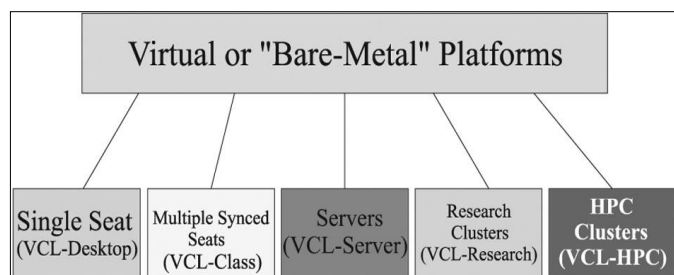 Virtual or "Bare-Metal" Platforms
Single Seat
(VCL-Desktop)
Multiple Synced
Seats
(VCL-Class)
Servers
(VCL-Server)
Research
Clusters
(VCL-Research)
HPC
Clusters
(VCL-HPC)